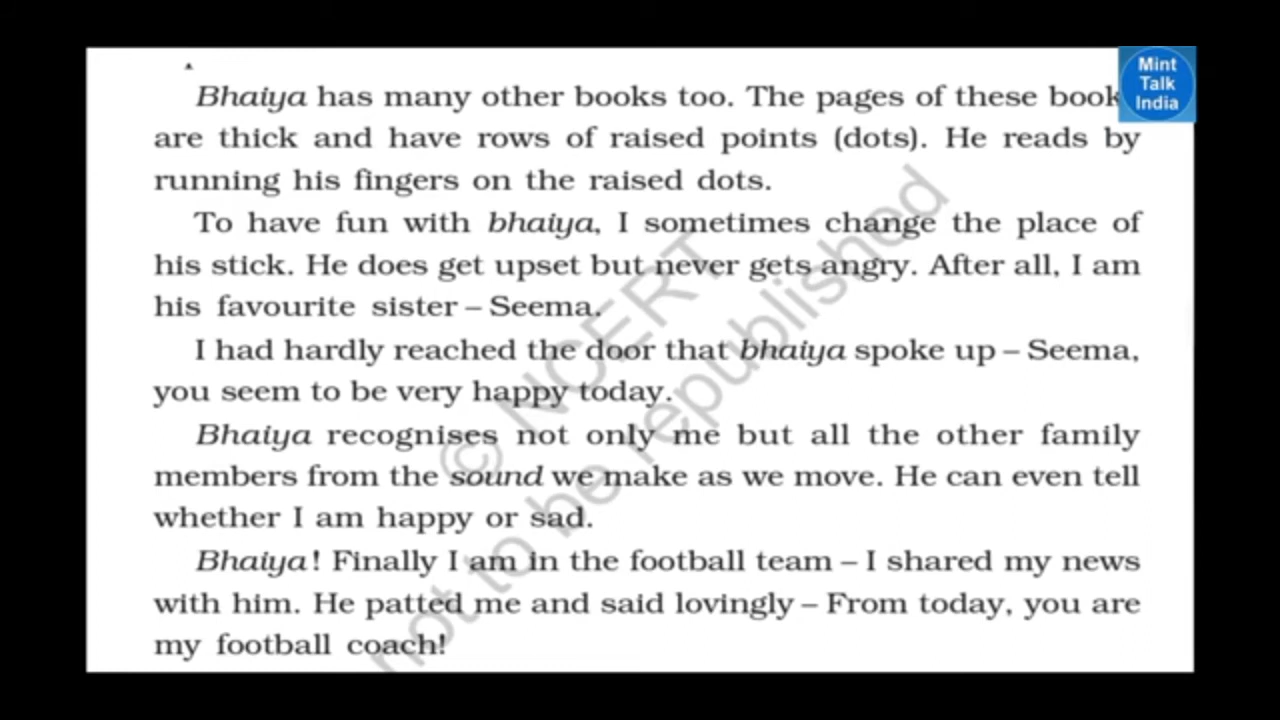 Mint
Talk
India
Bhaiya has many other books too. The pages of these book
are thick and have rows of raised points (dots). He reads by
running his fingers on the raised dots.
To have fun with bhaiya, I sometimes change the place of
his stick. He does get upset but never gets angry. After all, I am
his favourite sister – Seema.
I had hardly reached the door that bhaiya spoke up – Seema,
you seem to be very happy today.
Bhaiya recognises not only me but all the other family
members from the sound we make as we move. He can even tell
whether I am happy or sad.
Bhaiya! Finally I am in the football team – I shared my news
with him. He patted me and said lovingly – From today, you are
my football coach!
© NCERT
not to be republished